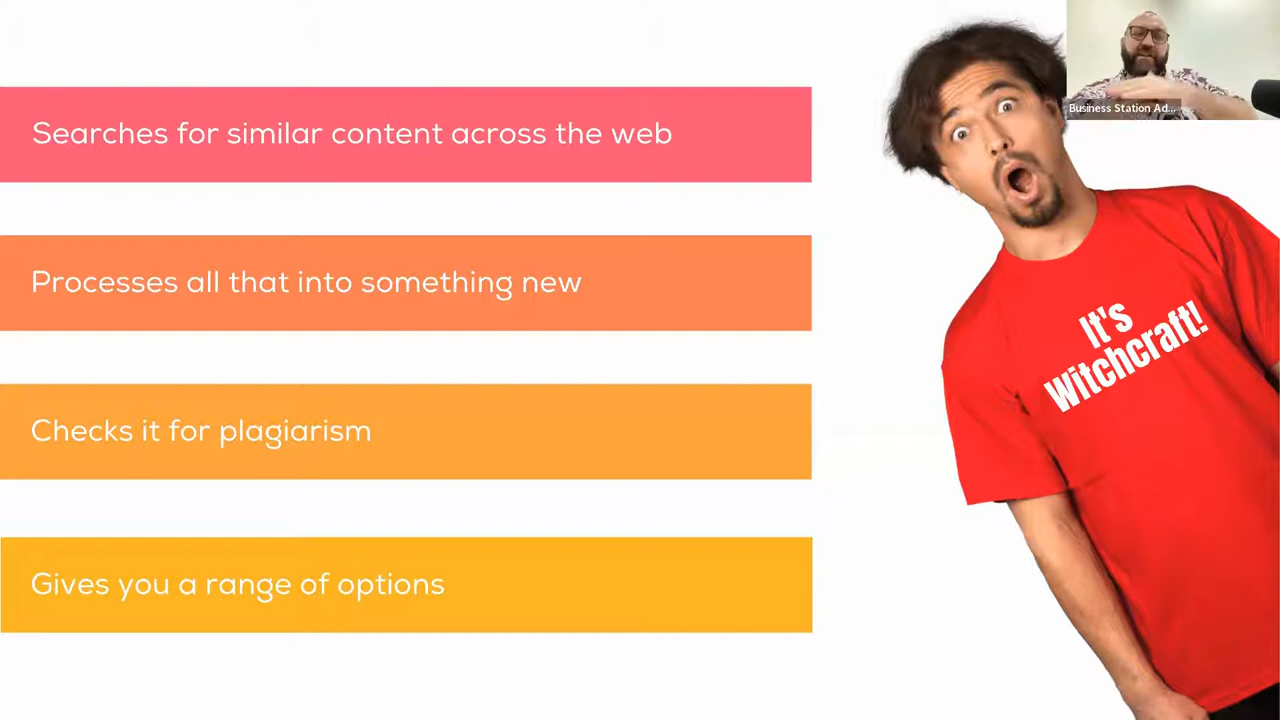 Searches for similar content across the web
Processes all that into something new
Checks it for plagiarism
Gives you a range of options
It's
Witchcraft!
Business Station Ad...